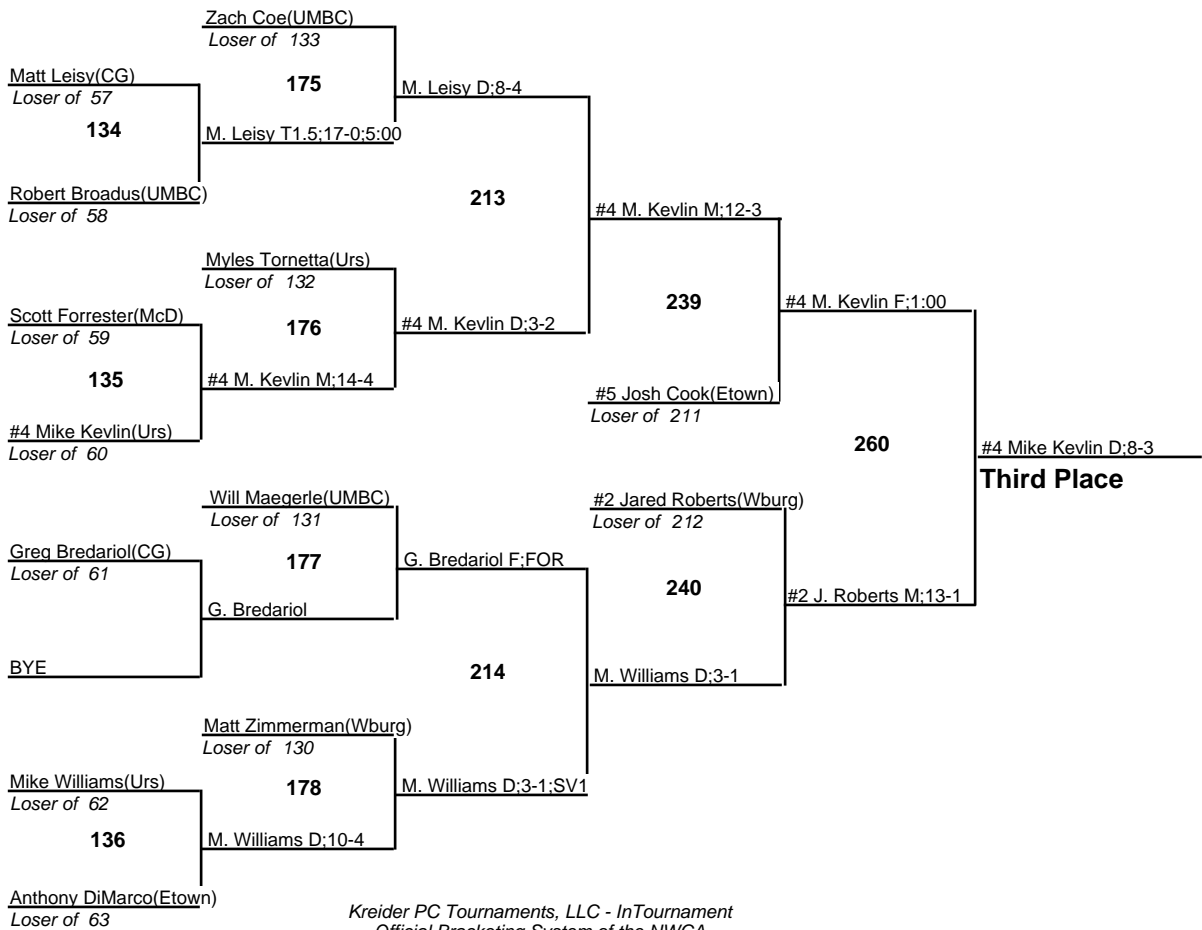 Zach Coe(UMBC)
Loser of 133
Matt Leisy(CG)
Loser of 57
175
M. Leisy D;8-4
134
M. Leisy T1.5;17-0;5:00
Robert Broadus(UMBC)
Loser of 58
213
#4 M. Kevlin M;12-3
Myles Tornetta(Urs)
Loser of 132
Scott Forrester(McD)
Loser of 59
176
#4 M. Kevlin D;3-2
239
#4 M. Kevlin F;1:00
135
#4 M. Kevlin M;14-4
#5 Josh Cook(Etown)
Loser of 211
#4 Mike Kevlin(Urs)
Loser of 60
260
#4 Mike Kevlin D;8-3
Third Place
Will Maegerle(UMBC)
Loser of 131
#2 Jared Roberts(Wburg)
Loser of 212
Greg Bredariol(CG)
Loser of 61
177
G. Bredariol F;FOR
240
#2 J. Roberts M;13-1
G. Bredariol
BYE
214
M. Williams D;3-1
Matt Zimmerman(Wburg)
Loser of 130
Mike Williams(Urs)
Loser of 62
178
M. Williams D;3-1;SV1
136
M. Williams D;10-4
Anthony DiMarco(Etown)
Loser of 63
Kreider PC Tournaments, LLC - InTournament
Official Bracketing System of the NWCA